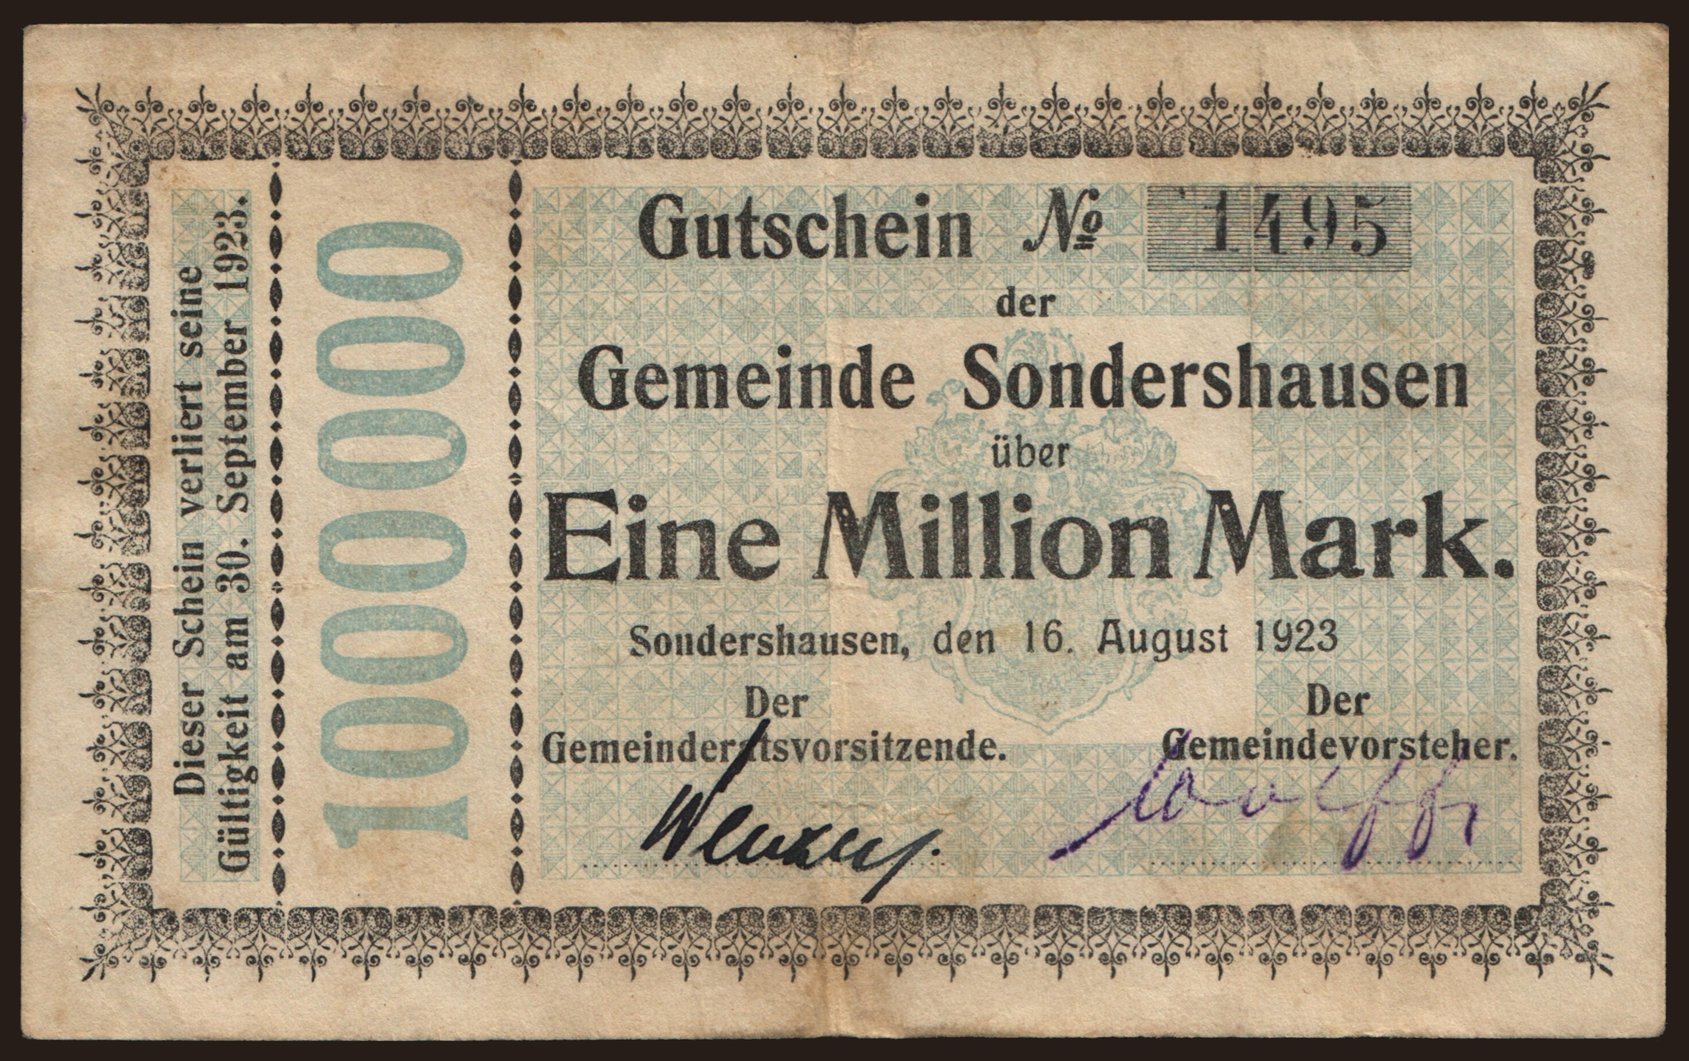 Dieser Schein verliert seine
Gültigkeit am 30. September 1923.
1000000
Gutschein № 1495
der
Gemeinde Sondershausen
über
Eine Million Mark.
Sondershausen, den 16. August 1923
Der
Gemeinderatsvorsitzende.
Der
Gemeindevorsteher.